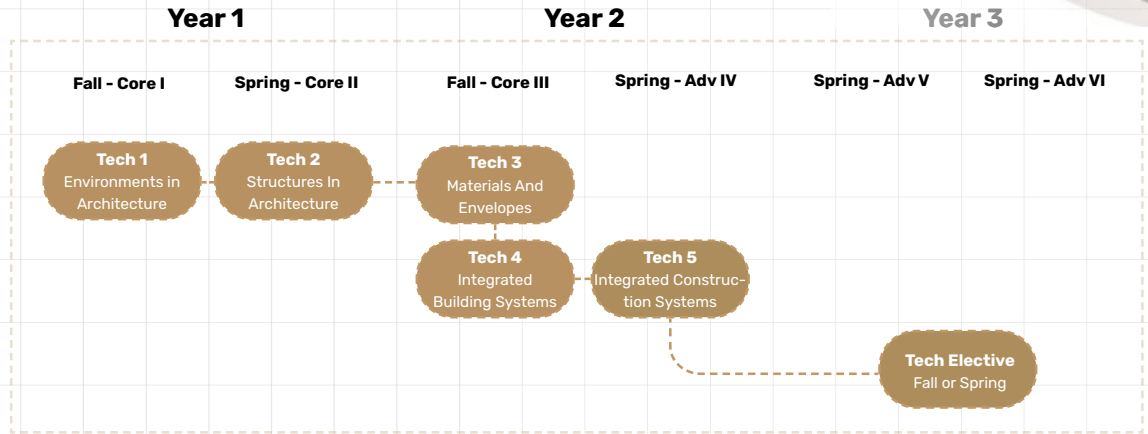 Year 1
Year 2
Year 3
Fall - Core I
Spring - Core II
Fall - Core III
Spring - Adv IV
Spring - Adv V
Spring - Adv VI
Tech 1
Environments in
Architecture
Tech 2
Structures In
Architecture
Tech 3
Materials And
Envelopes
Tech 4
Integrated
Building Systems
Tech 5
Integrated Construc-
tion Systems
Tech Elective
Fall or Spring